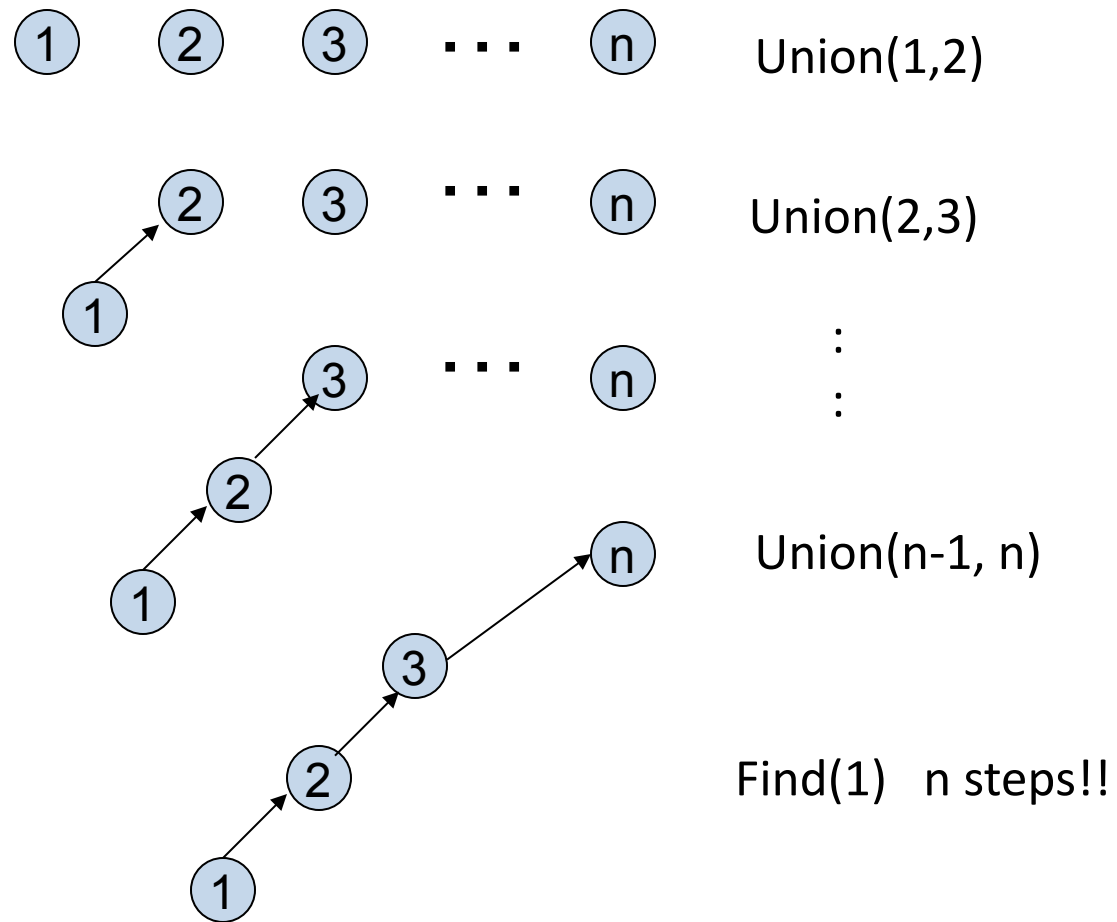 1 2 3 ... n Union(1,2)
2 3 ... n Union(2,3)
1
:
3 ... n
:
2
n Union(n-1, n)
1
3
2 Find(1) n steps!!
1